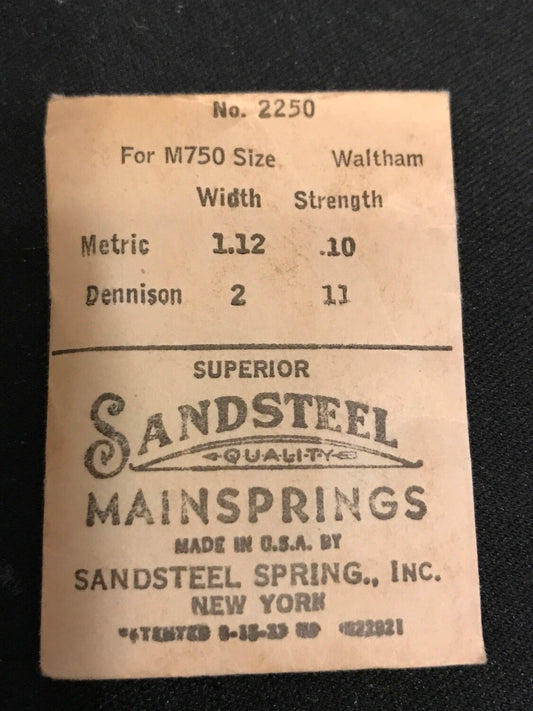 No. 2250
For M750 Size Waltham
Width Strength
Metric 1.12 .10
Dennison 2 11
SUPERIOR
SANDSTEEL
QUALITY
MAINSPRINGS
MADE IN U.S.A. BY
SANDSTEEL SPRING., INC.
NEW YORK